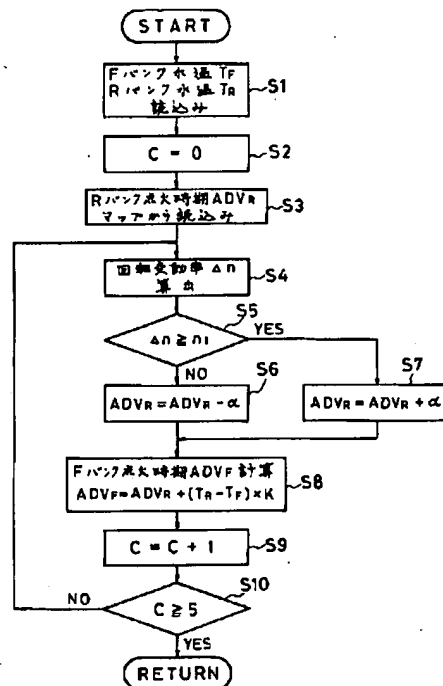 START
Fバンク水温TF
Rバンク水温TR
読込み
S1
C = 0
S2
Rバンク点火時期ADVR
マップから読込み
S3
回転変動率 Δn
算出
S4
S5
Δn ≧ n1
YES
NO
S6
S7
ADVR = ADVR - α
ADVR = ADVR + α
Fバンク点火時期ADVF計算
ADVF = ADVR + (TR - TF) × K
S8
C = C + 1
S9
S10
NO
C ≧ 5
YES
RETURN